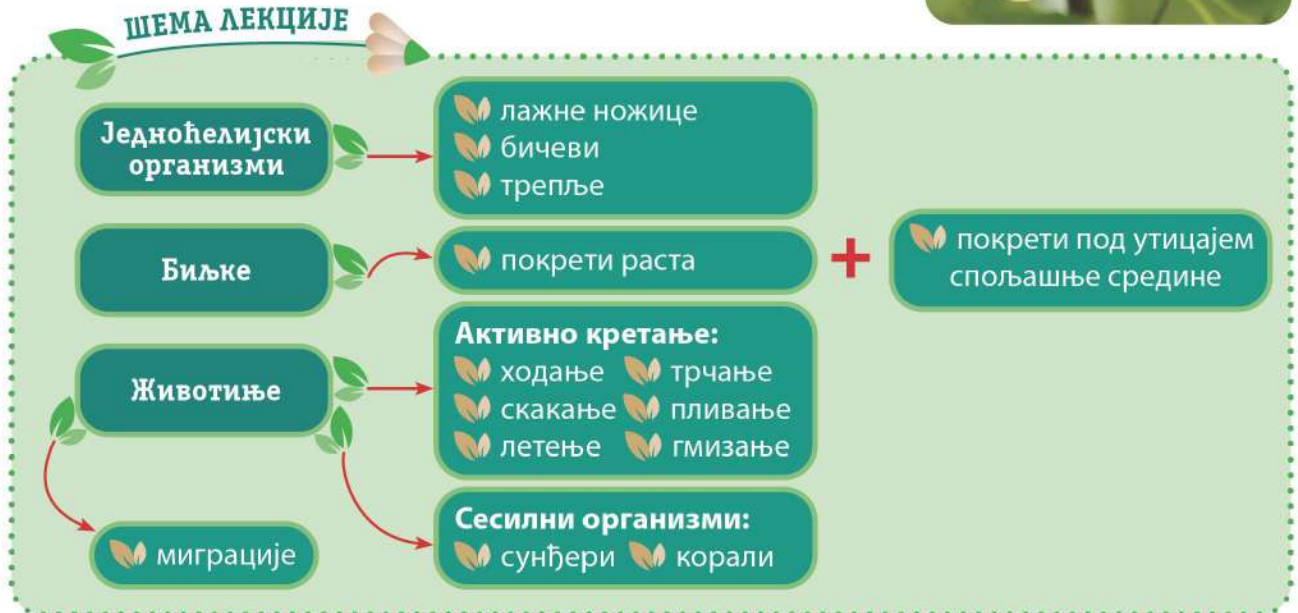 ШЕМА ЛЕКЦИЈЕ
Једноћелијски
организми
лажне ножице
бичеви
трепље
Биљке
покрети раста
+
покрети под утицајем
спољашње средине
Животиње
Активно кретање:
ходање трчање
скакање пливање
летење гмизање
Сесилни организми:
сунђери корали
миграције